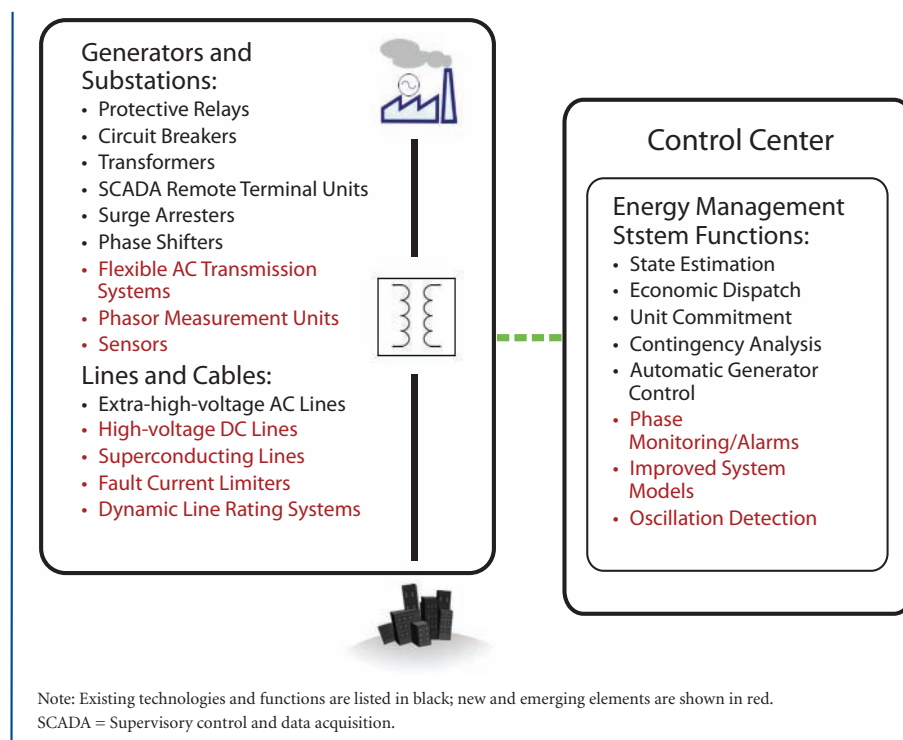 Generators and
Substations:
• Protective Relays
• Circuit Breakers
• Transformers
• SCADA Remote Terminal Units
• Surge Arresters
• Phase Shifters
• Flexible AC Transmission
Systems
• Phasor Measurement Units
• Sensors
Lines and Cables:
• Extra-high-voltage AC Lines
• High-voltage DC Lines
• Superconducting Lines
• Fault Current Limiters
• Dynamic Line Rating Systems
Control Center
Energy Management
Ststem Functions:
• State Estimation
• Economic Dispatch
• Unit Commitment
• Contingency Analysis
• Automatic Generator
Control
• Phase
Monitoring/Alarms
• Improved System
Models
• Oscillation Detection
Note: Existing technologies and functions are listed in black; new and emerging elements are shown in red.
SCADA = Supervisory control and data acquisition.